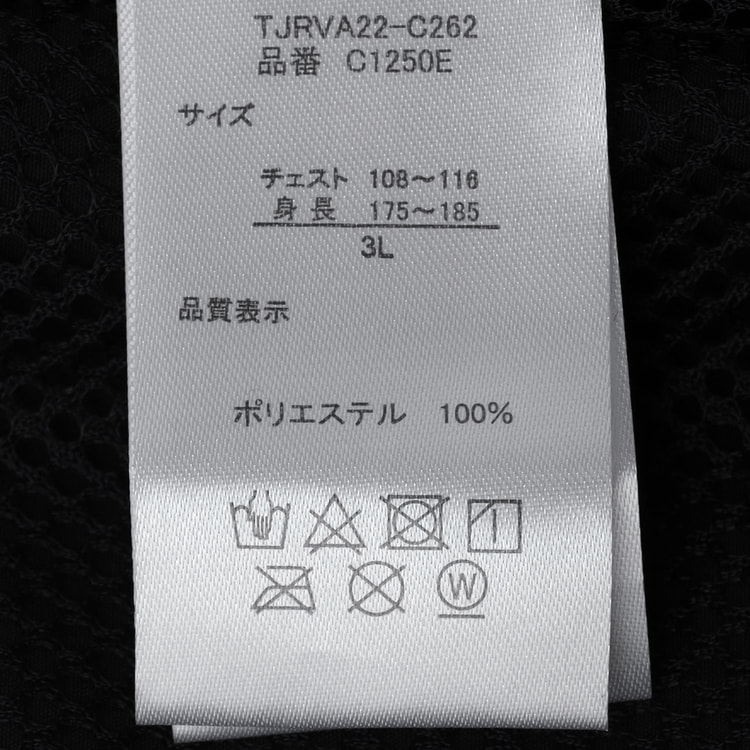 TJRVA22-C262
品番 C1250E
サイズ
チェスト 108～116
身長 175～185
3L
品質表示
ポリエステル 100%
W